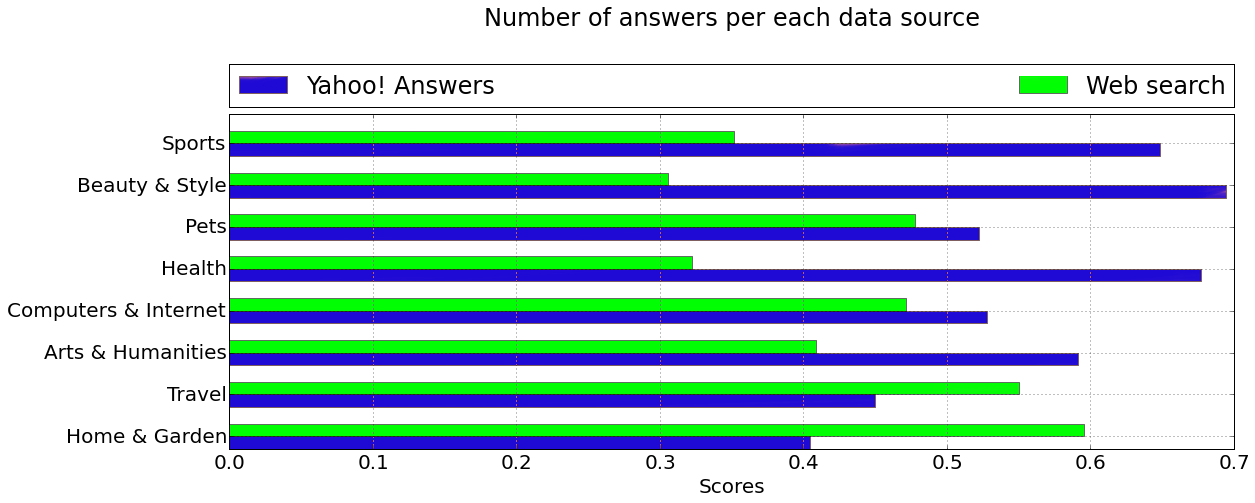 Number of answers per each data source
Yahoo! Answers Web search
Sports
Beauty & Style
Pets
Health
Computers & Internet
Arts & Humanities
Travel
Home & Garden
0.0 0.1 0.2 0.3 0.4 0.5 0.6 0.7
Scores